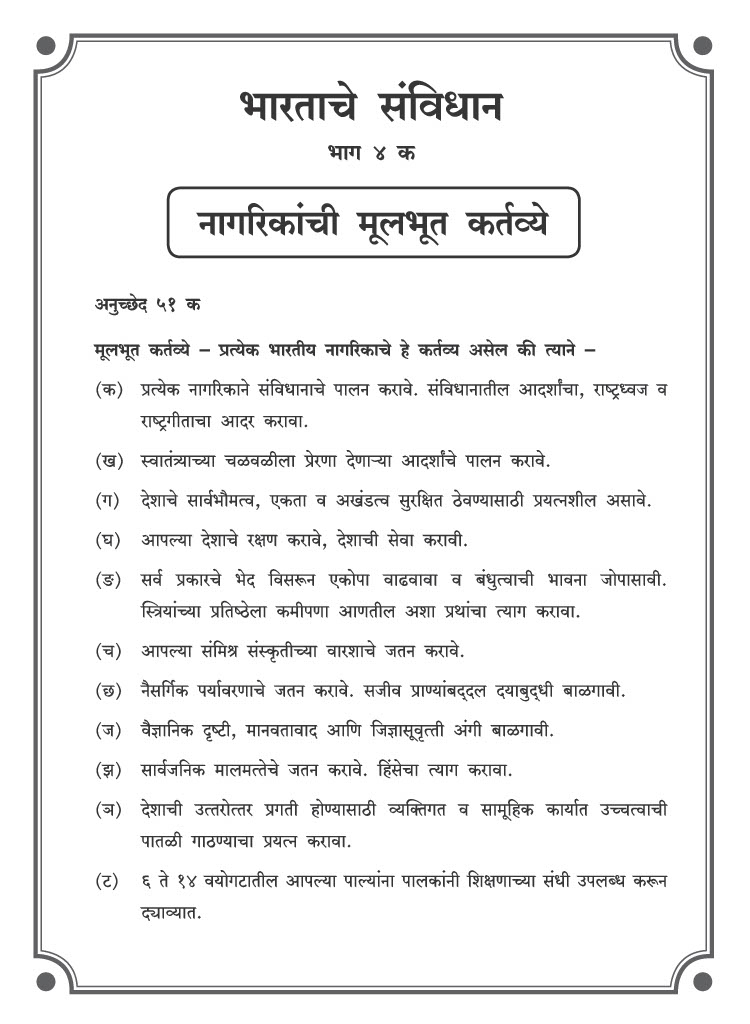 भारताचे संविधान
भाग ४ क
नागरिकांची मूलभूत कर्तव्ये
अनुच्छेद ५१ क
मूलभूत कर्तव्ये – प्रत्येक भारतीय नागरिकाचे हे कर्तव्य असेल की त्याने –
(क) प्रत्येक नागरिकाने संविधानाचे पालन करावे. संविधानातील आदर्शांचा, राष्ट्रध्वज व
राष्ट्रगीताचा आदर करावा.
(ख) स्वातंत्र्याच्या चळवळीला प्रेरणा देणाऱ्या आदर्शांचे पालन करावे.
(ग) देशाचे सार्वभौमत्व, एकता व अखंडत्व सुरक्षित ठेवण्यासाठी प्रयत्नशील असावे.
(घ) आपल्या देशाचे रक्षण करावे, देशाची सेवा करावी.
(ङ) सर्व प्रकारचे भेद विसरून एकोपा वाढवावा व बंधुत्वाची भावना जोपासावी.
स्त्रियांच्या प्रतिष्ठेला कमीपणा आणतील अशा प्रथांचा त्याग करावा.
(च) आपल्या संमिश्र संस्कृतीच्या वारशाचे जतन करावे.
(छ) नैसर्गिक पर्यावरणाचे जतन करावे. सजीव प्राण्यांबद्दल दयाबुद्धी बाळगावी.
(ज) वैज्ञानिक दृष्टी, मानवतावाद आणि जिज्ञासूवृत्ती अंगी बाळगावी.
(झ) सार्वजनिक मालमत्तेचे जतन करावे. हिंसेचा त्याग करावा.
(ञ) देशाची उत्तरोत्तर प्रगती होण्यासाठी व्यक्तिगत व सामूहिक कार्यात उच्चत्वाची
पातळी गाठण्याचा प्रयत्न करावा.
(ट) ६ ते १४ वयोगटातील आपल्या पाल्यांना पालकांनी शिक्षणाच्या संधी उपलब्ध करून
द्याव्यात.